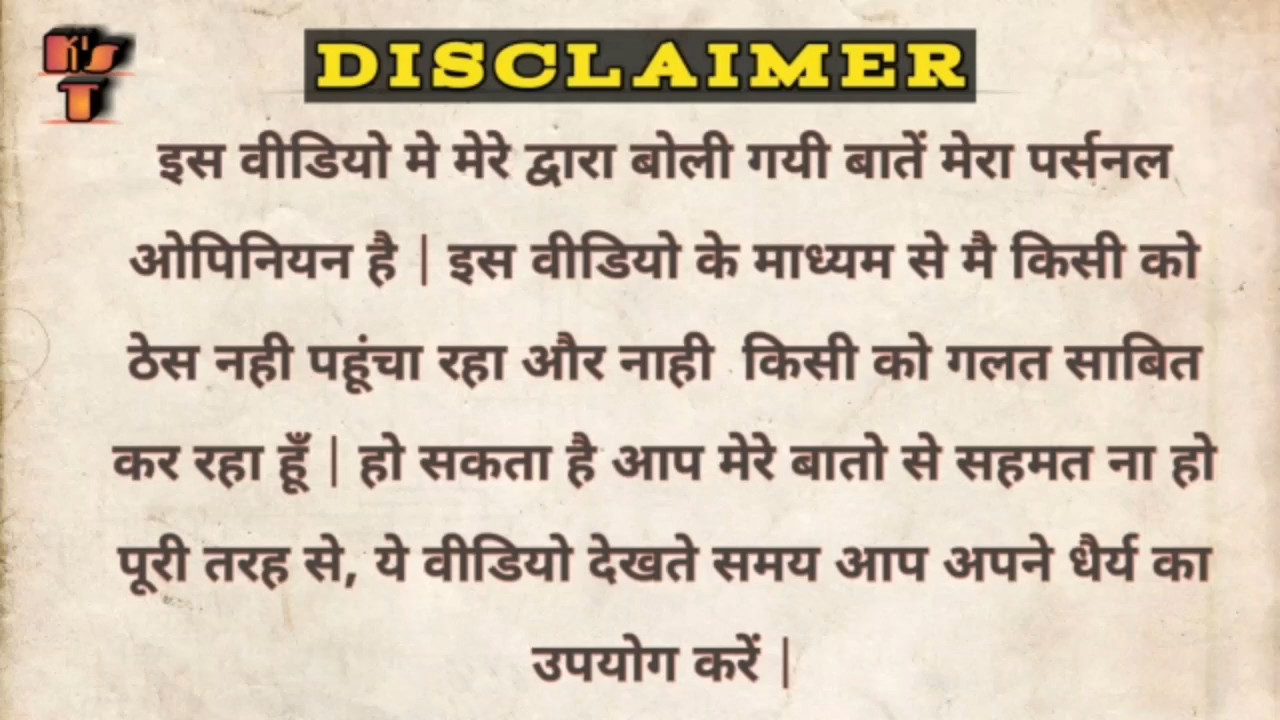 K's
T
DISCLAIMER
इस वीडियो मे मेरे द्वारा बोली गयी बातें मेरा पर्सनल
ओपिनियन है | इस वीडियो के माध्यम से मै किसी को
ठेस नही पहूंचा रहा और नाही किसी को गलत साबित
कर रहा हूँ | हो सकता है आप मेरे बातो से सहमत ना हो
पूरी तरह से, ये वीडियो देखते समय आप अपने धैर्य का
उपयोग करें |